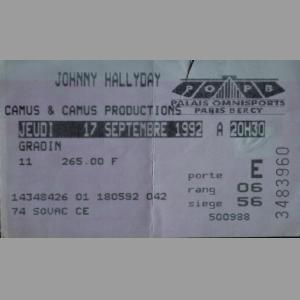 JOHNNY HALLYDAY
POPB
PALAIS OMNISPORTS
PARIS BERCY
CAMUS & CAMUS PRODUCTIONS
JEUDI 17 SEPTEMBRE 1992 A 20H30
GRADIN
11 265.00 F
porte E
rang 06
siege 56
14348426 01 180592 042
74 SOVAC CE
500988